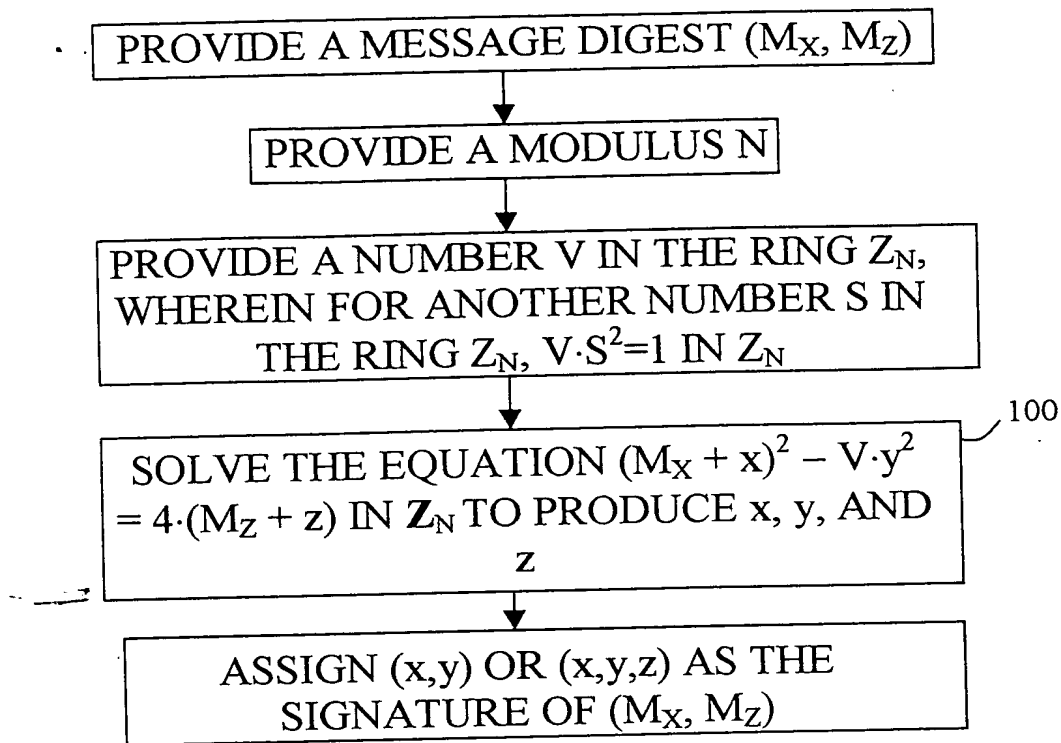 PROVIDE A MESSAGE DIGEST (M_X, M_Z)
PROVIDE A MODULUS N
PROVIDE A NUMBER V IN THE RING Z_N,
WHEREIN FOR ANOTHER NUMBER S IN
THE RING Z_N, V·S²=1 IN Z_N
100
SOLVE THE EQUATION (M_X + x)² – V·y²
= 4·(M_Z + z) IN Z_N TO PRODUCE x, y, AND
z
ASSIGN (x,y) OR (x,y,z) AS THE
SIGNATURE OF (M_X, M_Z)